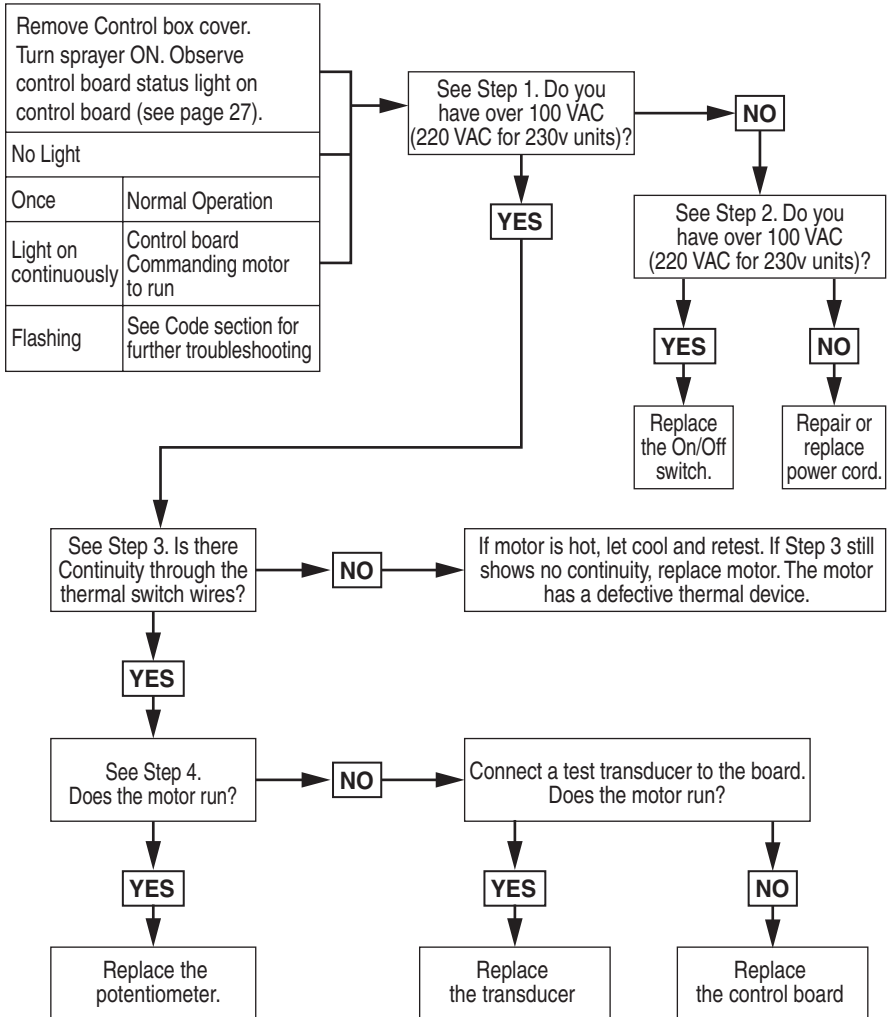 Remove Control box cover.
Turn sprayer ON. Observe
control board status light on
control board (see page 27).
No Light
Once
Normal Operation
Light on
continuously
Control board
Commanding motor
to run
Flashing
See Code section for
further troubleshooting
See Step 1. Do you
have over 100 VAC
(220 VAC for 230v units)?
NO
YES
See Step 2. Do you
have over 100 VAC
(220 VAC for 230v units)?
YES
NO
Replace
the On/Off
switch.
Repair or
replace
power cord.
See Step 3. Is there
Continuity through the
thermal switch wires?
NO
If motor is hot, let cool and retest. If Step 3 still
shows no continuity, replace motor. The motor
has a defective thermal device.
YES
See Step 4.
Does the motor run?
NO
Connect a test transducer to the board.
Does the motor run?
YES
YES
NO
Replace the
potentiometer.
Replace
the transducer
Replace
the control board